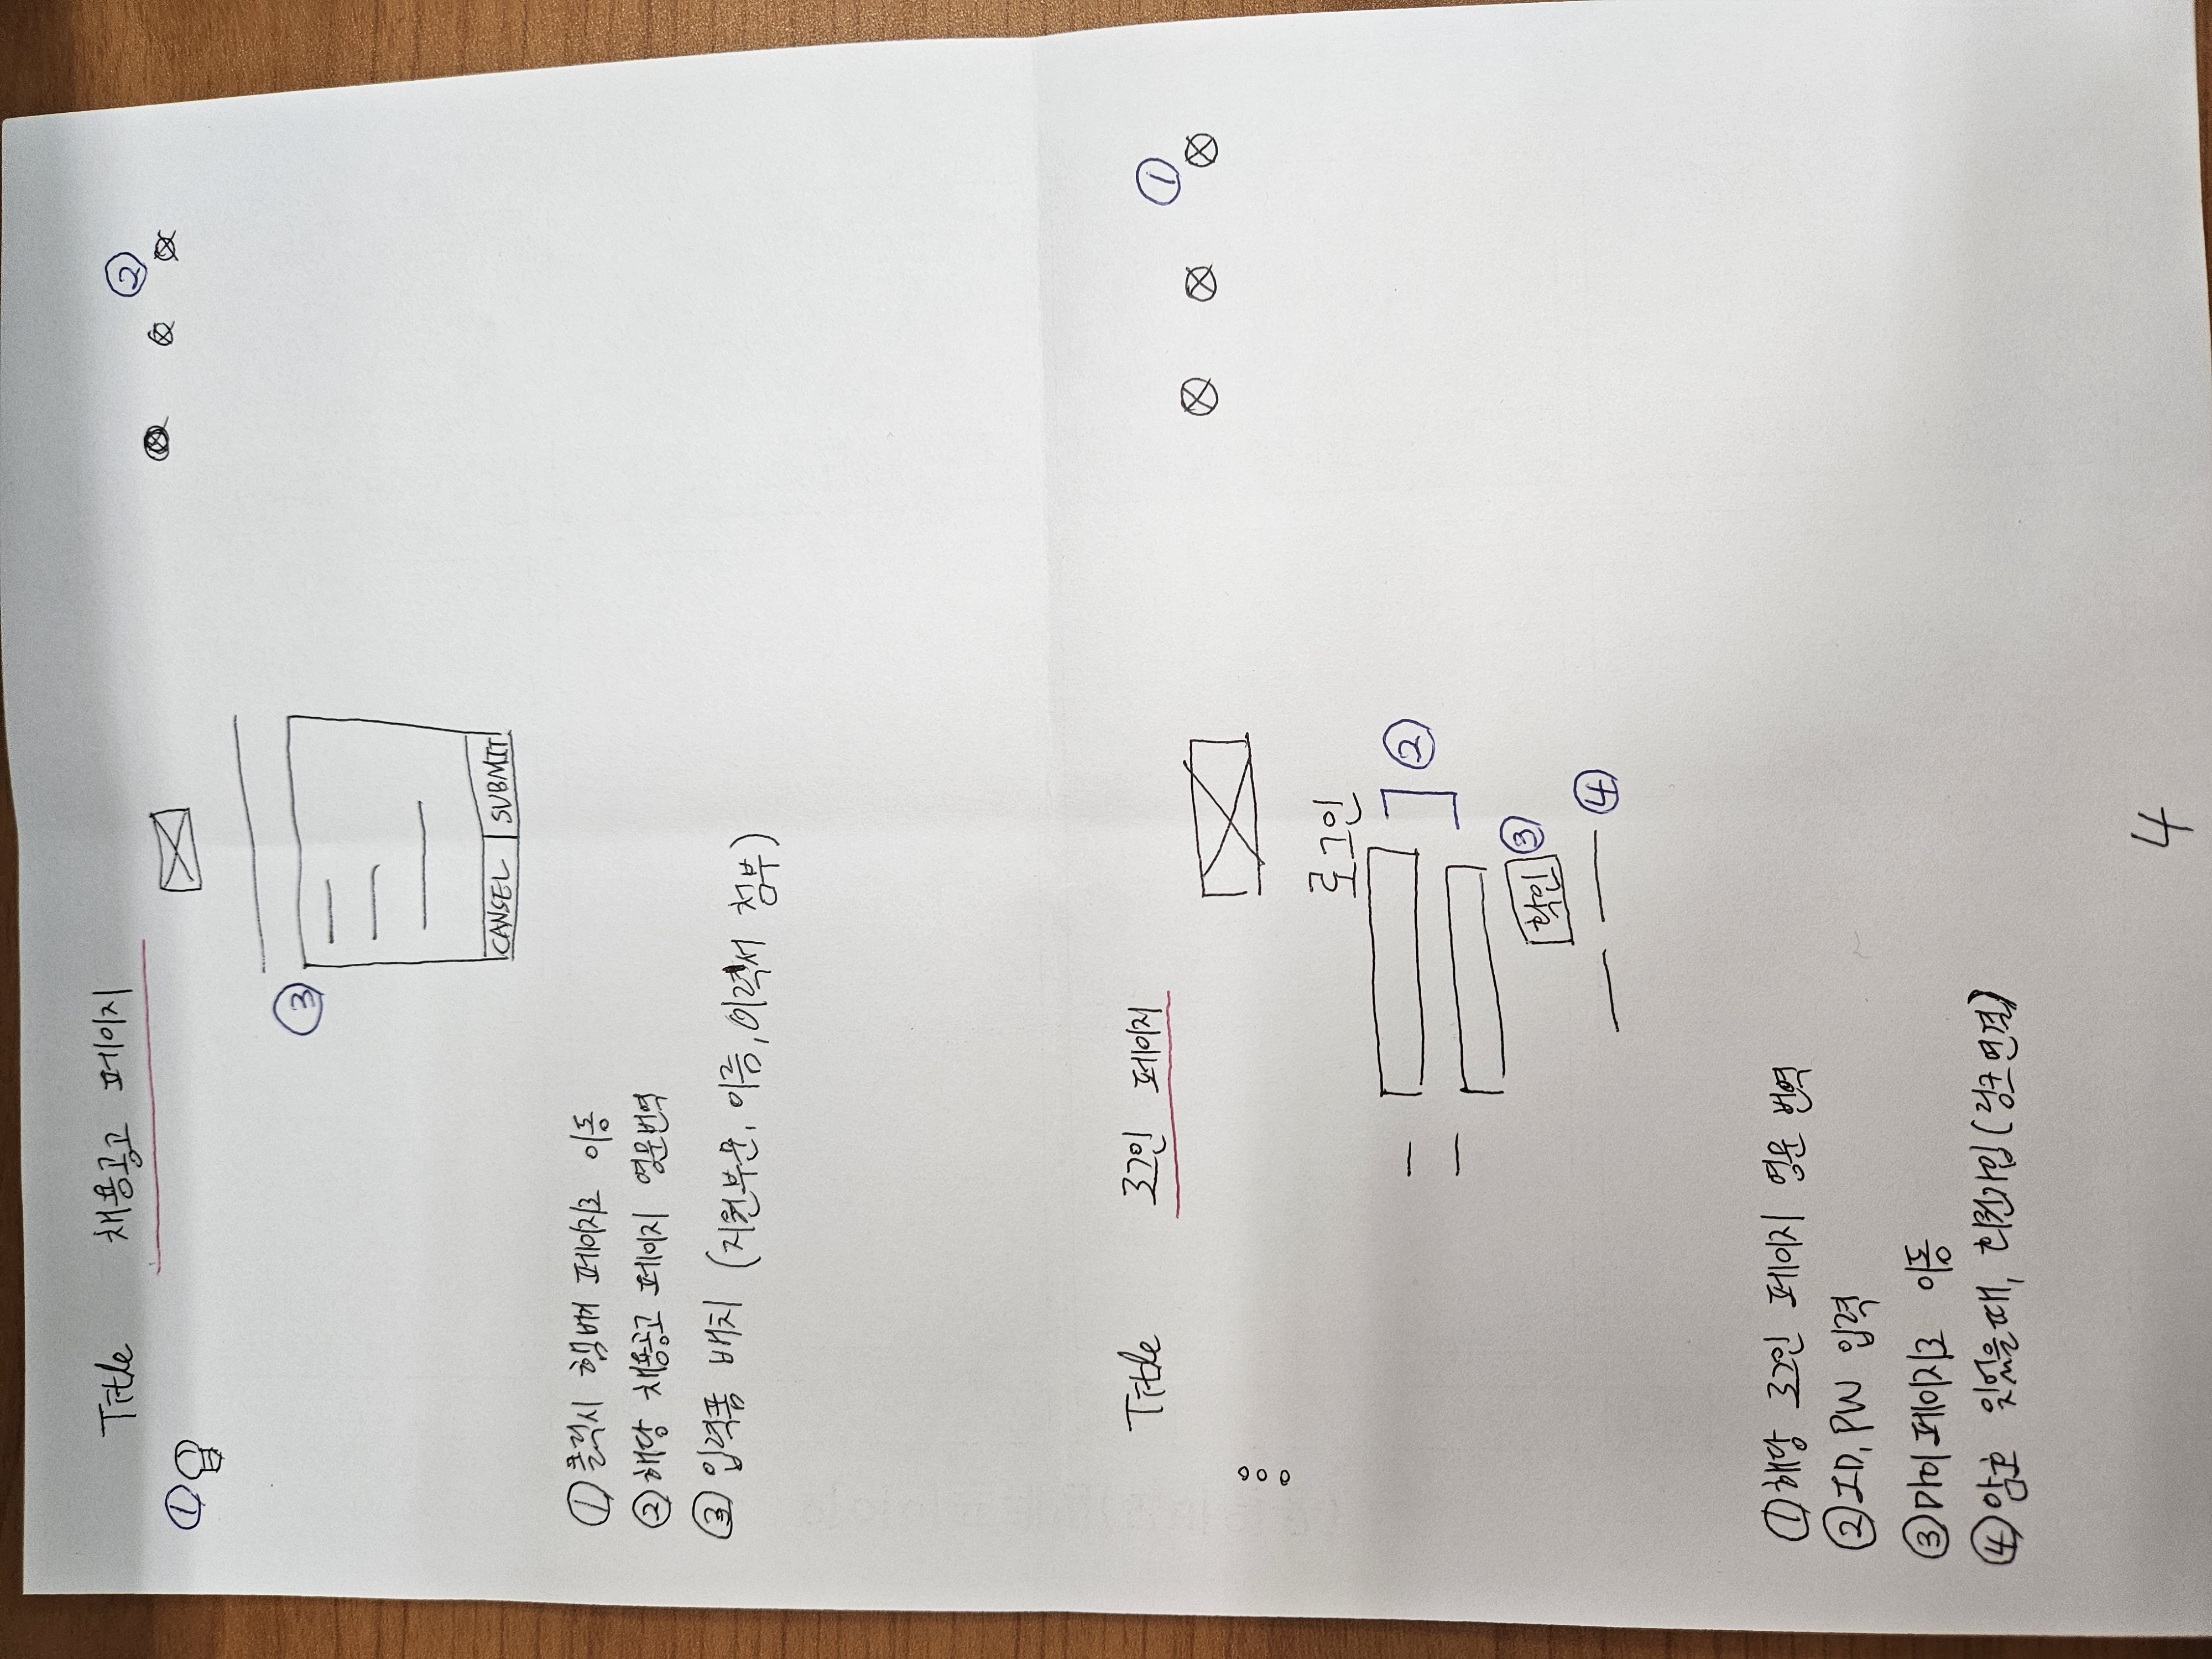 Title 채용공고 페이지
②
①
③
CANSEL SUBMIT
① 클릭시 햄버거 페이지로 이동
② 해당 채용공고 페이지 영문번역
③ 입력폼 배치 (지원부문, 이름, 이력서 첨부)
Title 로그인 페이지
①
로그인
②
확인 ③
④
① 해당 로그인 페이지 영문 번역
② ID, PW 입력
③ 마이페이지로 이동
④ 암호 잊었을때, 회원가입 (링크연결)
4